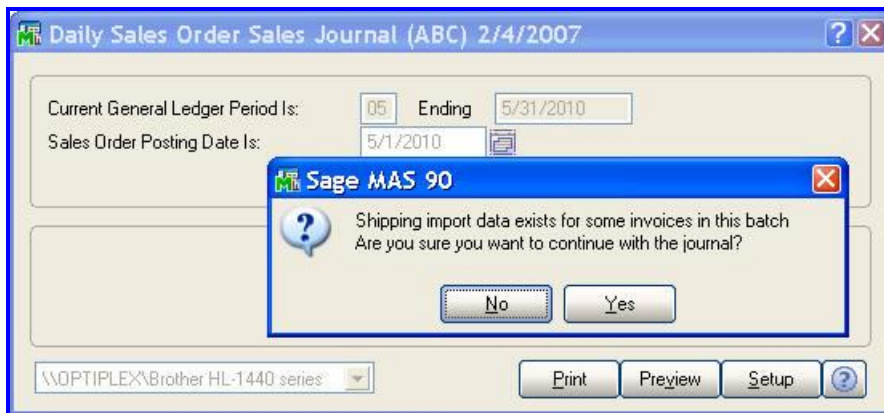 Daily Sales Order Sales Journal (ABC) 2/4/2007
Current General Ledger Period Is: 05 Ending 5/31/2010
Sales Order Posting Date Is: 5/1/2010
Sage MAS 90
Shipping import data exists for some invoices in this batch
Are you sure you want to continue with the journal?
No Yes
\\OPTIPLEX\Brother HL-1440 series Print Preview Setup